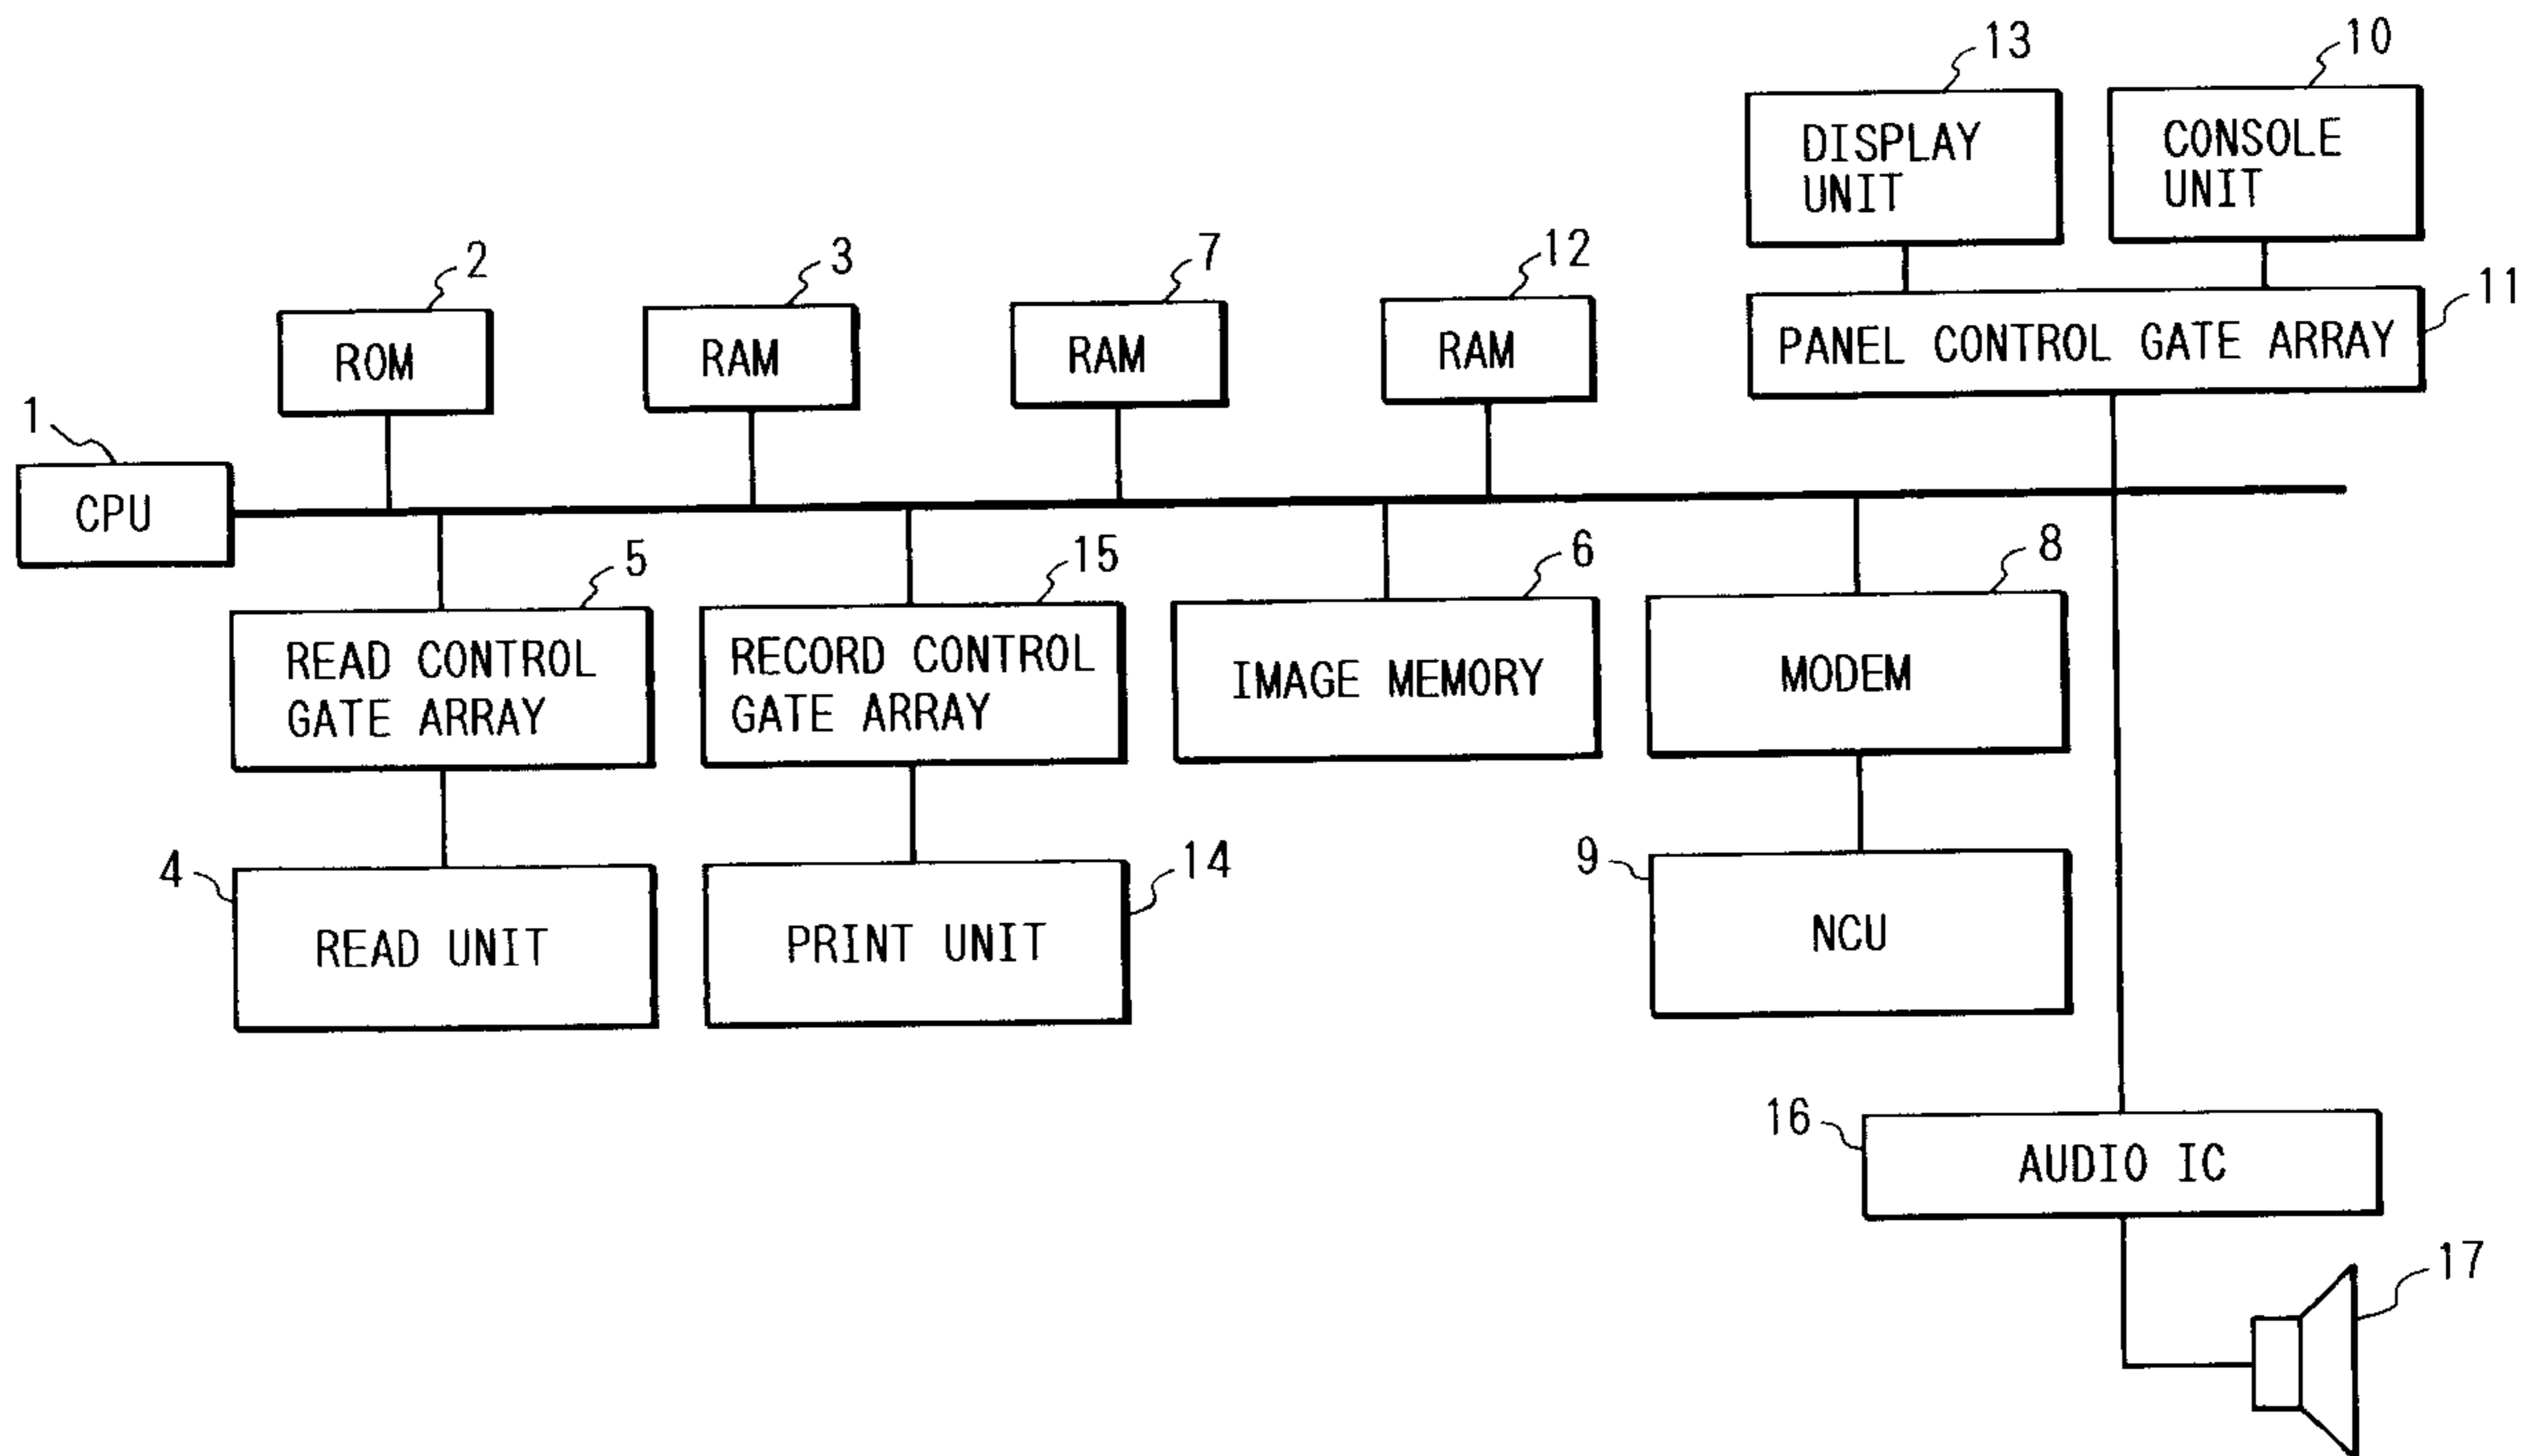 13
10
DISPLAY
UNIT
CONSOLE
UNIT
2
3
7
12
11
ROM
RAM
RAM
RAM
PANEL CONTROL GATE ARRAY
1
CPU
5
15
6
8
READ CONTROL
GATE ARRAY
RECORD CONTROL
GATE ARRAY
IMAGE MEMORY
MODEM
4
14
9
READ UNIT
PRINT UNIT
NCU
16
AUDIO IC
17